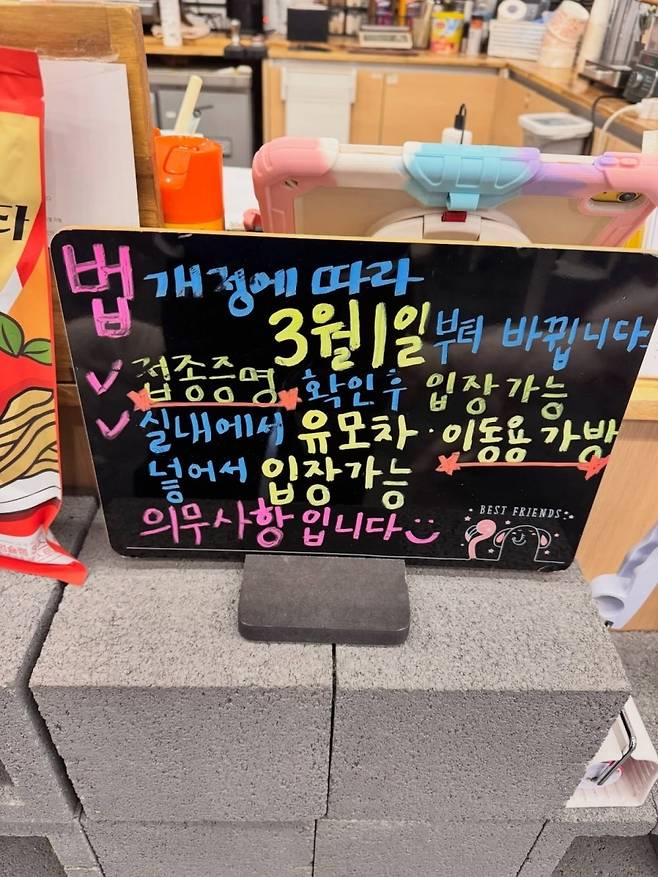 법 개정에 따라
3월1일부터 바뀝니다
접종증명 확인 후 입장 가능
실내에서 유모차·이동용 가방
넣어서 입장가능
의무사항입니다
BEST FRIENDS
타